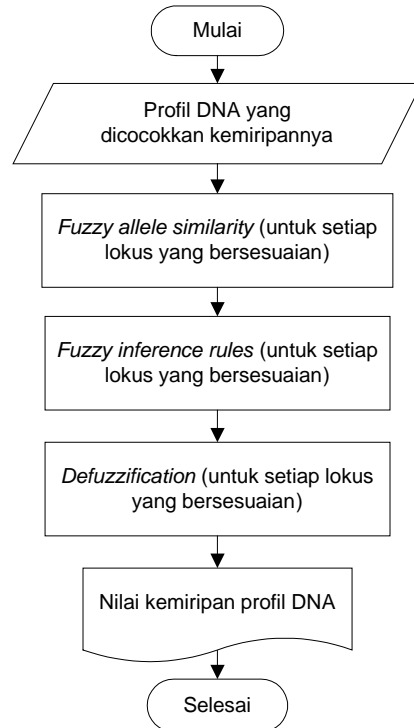 Mulai
Profil DNA yang
dicocokkan kemiripannya
Fuzzy allele similarity (untuk setiap
lokus yang bersesuaian)
Fuzzy inference rules (untuk setiap
lokus yang bersesuaian)
Defuzzification (untuk setiap lokus
yang bersesuaian)
Nilai kemiripan profil DNA
Selesai